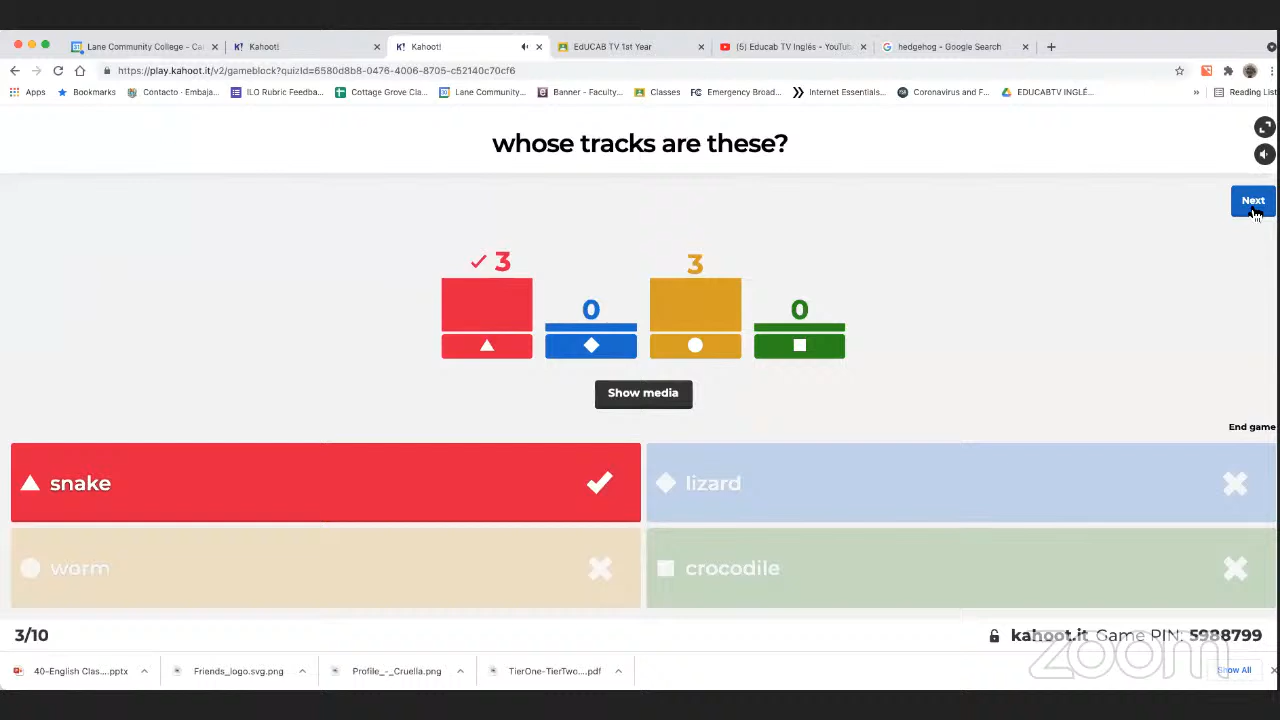 Lane Community College - Ca
Kahoot!
Kahoot!
EdUCAB TV 1st Year
(5) Educab TV Inglés - YouTub
hedgehog - Google Search
https://play.kahoot.it/v2/gameblock?quizId=6580d8b8-0476-4006-8705-c52140c70cf6
Apps
Bookmarks
Contacto · Embaja...
ILO Rubric Feedba...
Cottage Grove Cla...
Lane Community...
Banner - Faculty...
Classes
Emergency Broad...
Internet Essentials...
Coronavirus and F...
EDUCABTV INGLÉ...
Reading List
whose tracks are these?
Next
3
0
3
0
Show media
End game
snake
lizard
worm
crocodile
3/10
kahoot.it Game PIN: 5988799
zoom
40-English Clas....pptx
Friends_logo.svg.png
Profile_-_Cruella.png
TierOne-TierTwo....pdf
Show All